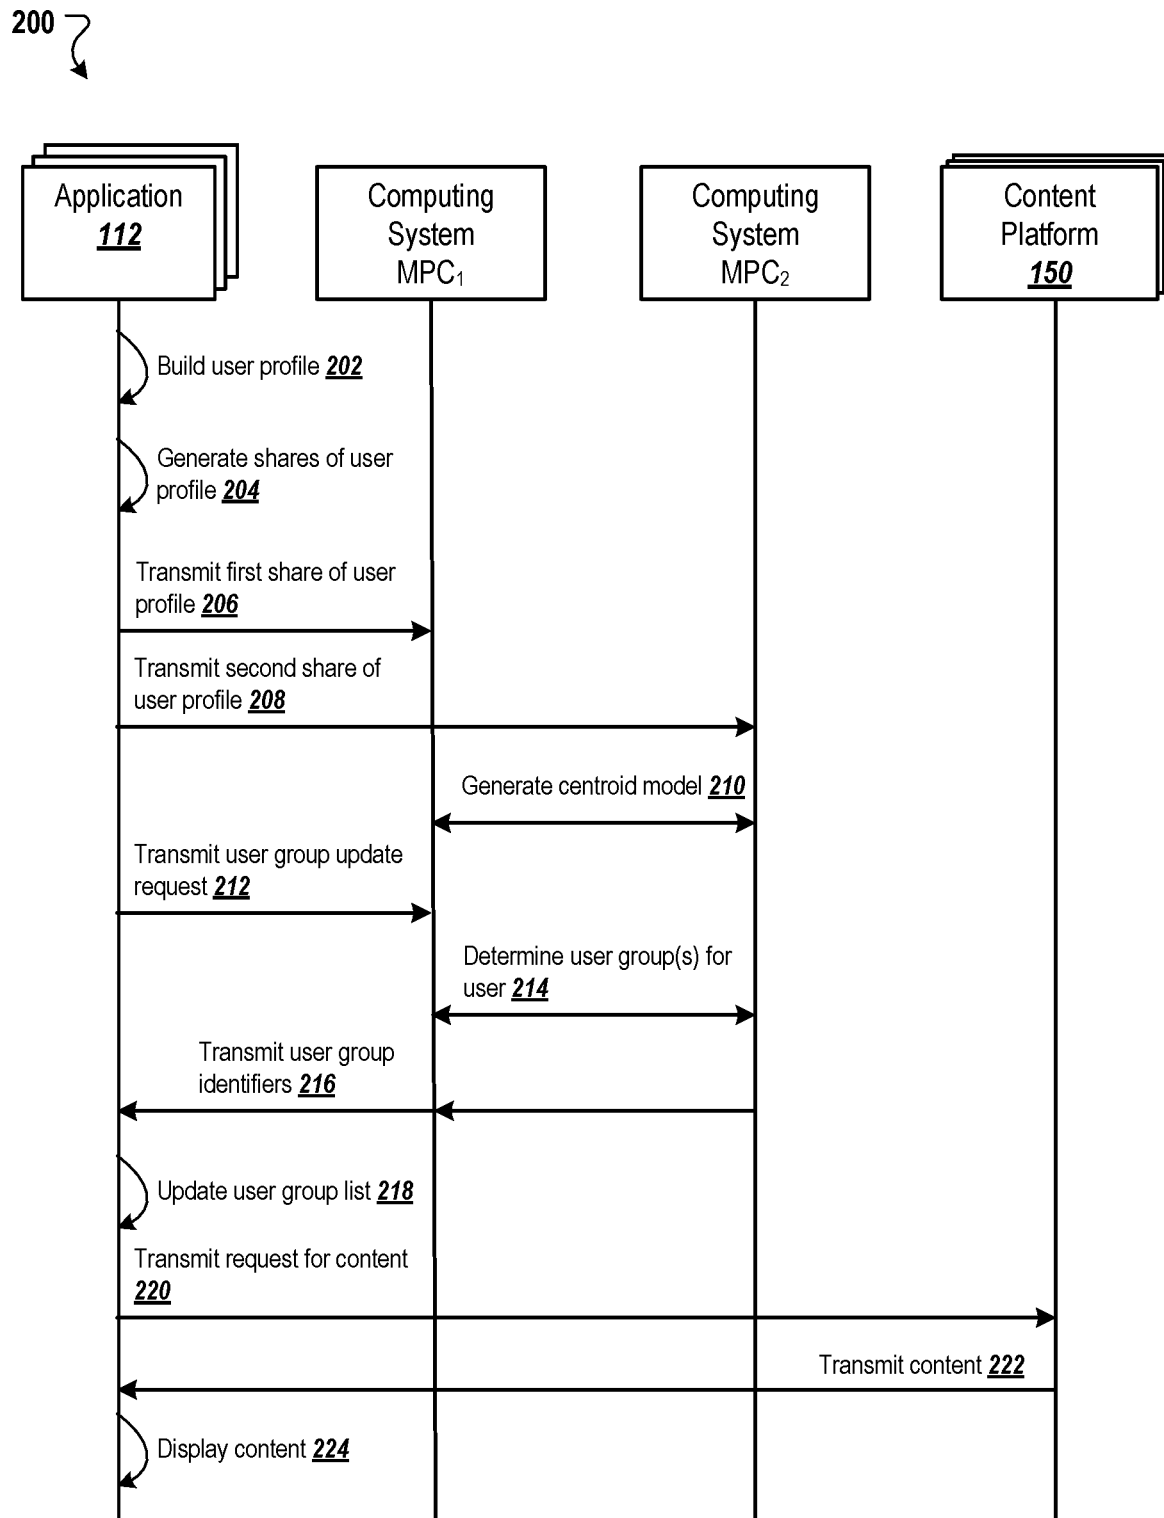 200
Application
112
Computing
System
MPC₁
Computing
System
MPC₂
Content
Platform
150
Build user profile 202
Generate shares of user
profile 204
Transmit first share of user
profile 206
Transmit second share of
user profile 208
Generate centroid model 210
Transmit user group update
request 212
Determine user group(s) for
user 214
Transmit user group
identifiers 216
Update user group list 218
Transmit request for content
220
Transmit content 222
Display content 224